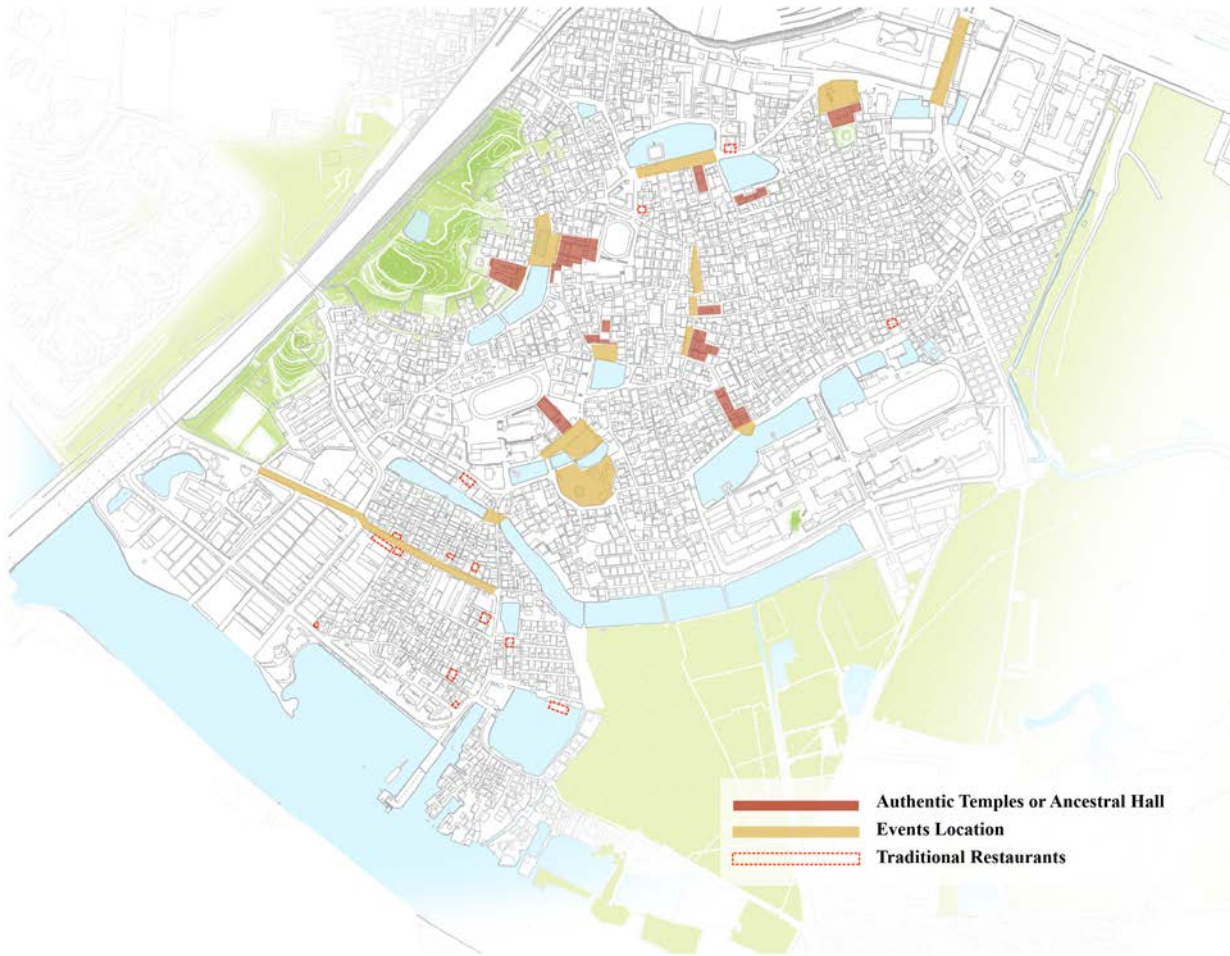 Authentic Temples or Ancestral Hall
Events Location
Traditional Restaurants